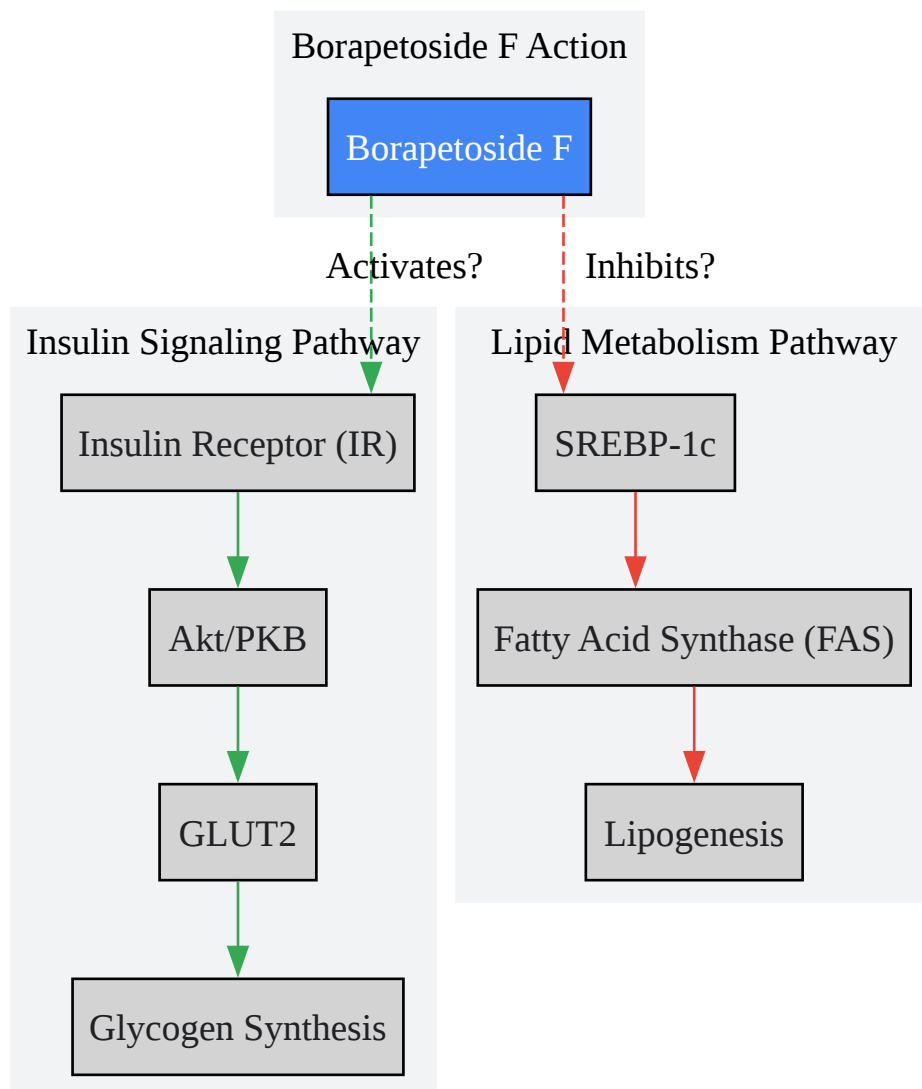 Borapetoside F Action
Borapetoside F
Activates?
Inhibits?
Insulin Signaling Pathway
Insulin Receptor (IR)
Akt/PKB
GLUT2
Glycogen Synthesis
Lipid Metabolism Pathway
SREBP-1c
Fatty Acid Synthase (FAS)
Lipogenesis